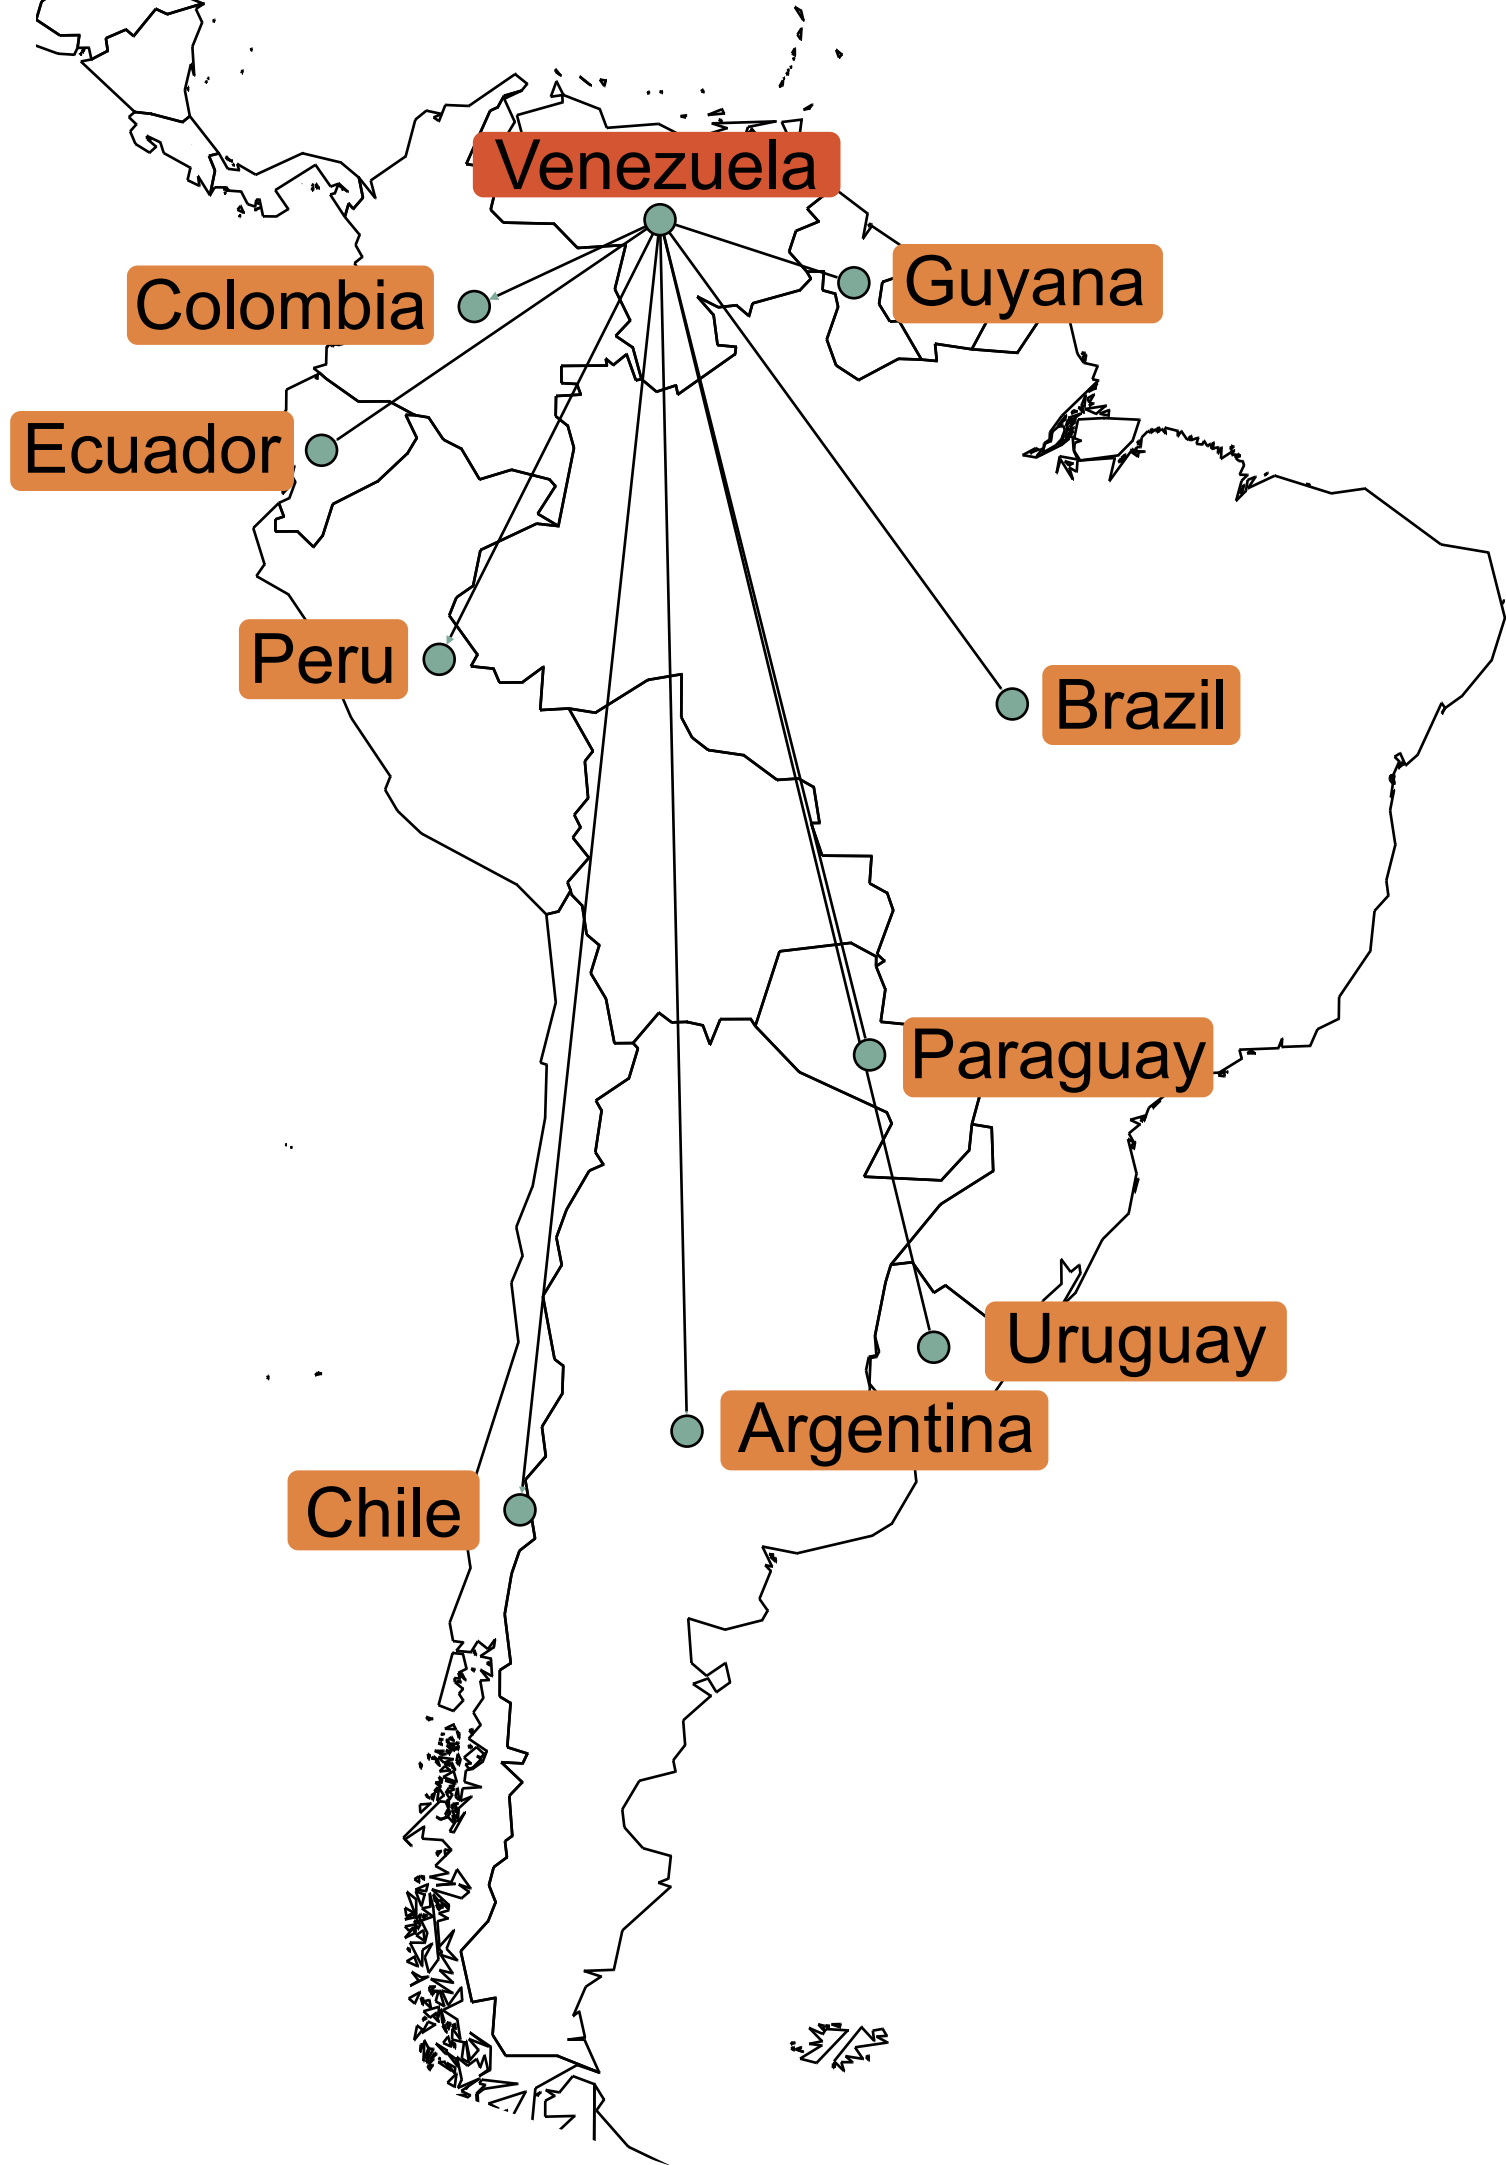 Venezuela
Guyana
Colombia
Ecuador
Peru
Brazil
Paraguay
Uruguay
Argentina
Chile